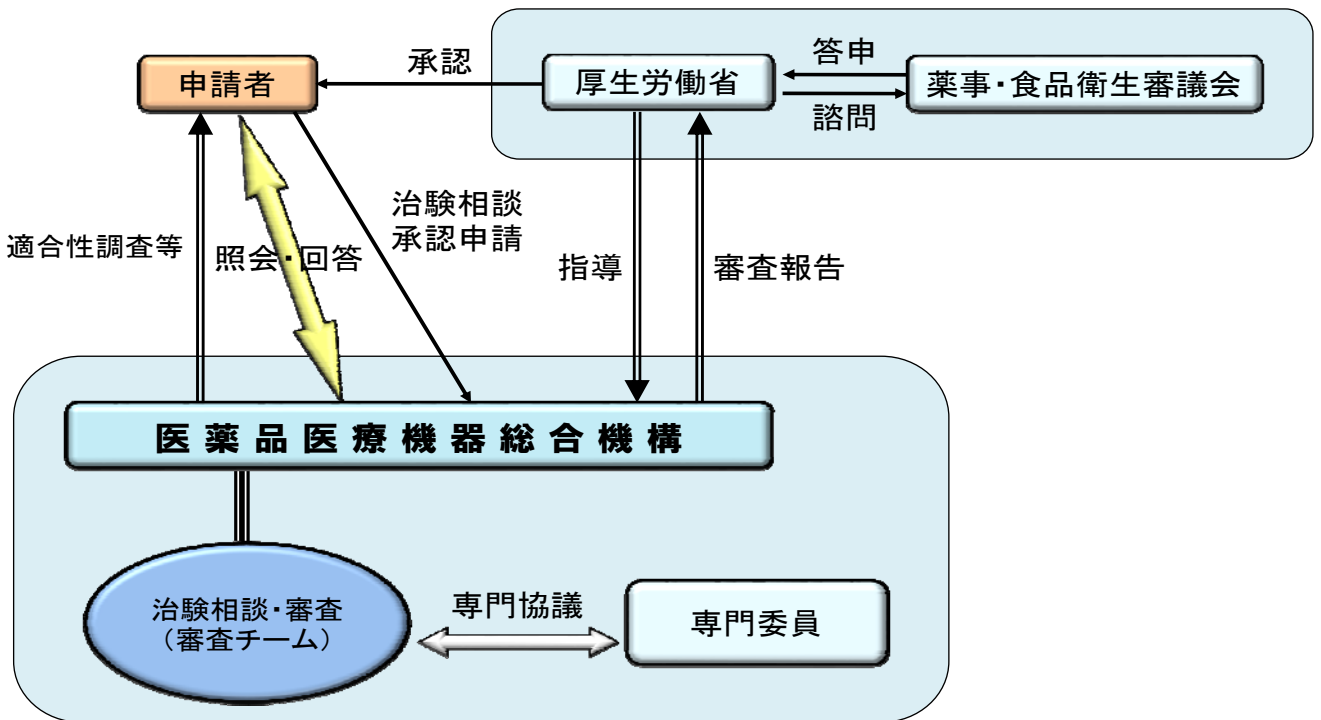 申請者
承認
厚生労働省
答申
諮問
薬事・食品衛生審議会
適合性調査等
照会・回答
治験相談
承認申請
指導
審査報告
医薬品医療機器総合機構
治験相談・審査
（審査チーム）
専門協議
専門委員